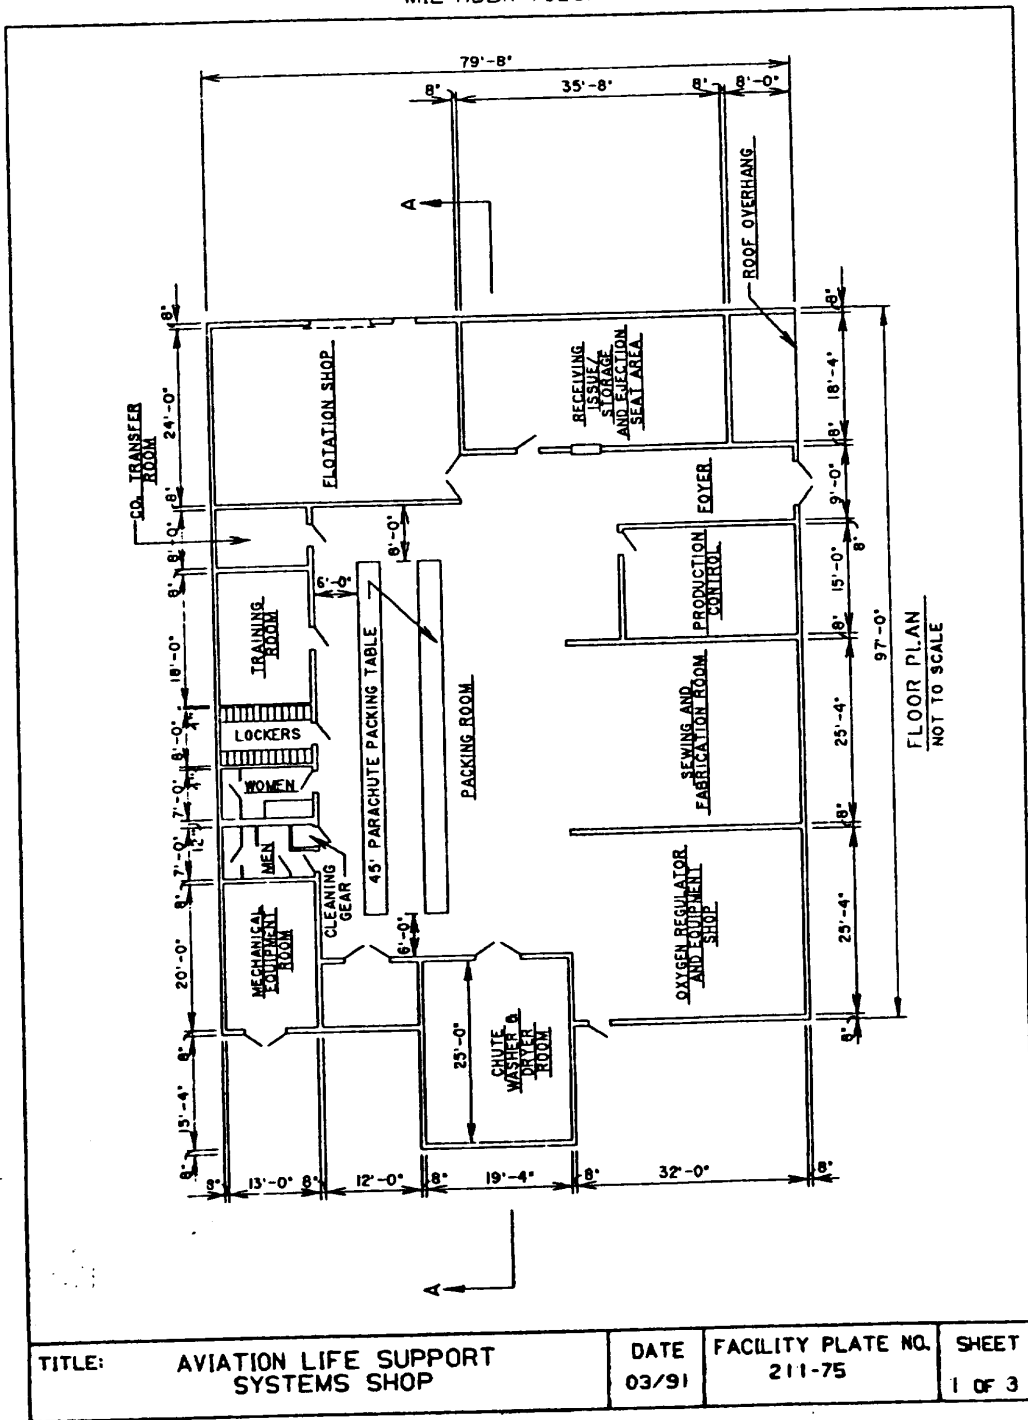 79'-8"
8"
35'-8"
8"
8'-0"
A
ROOF OVERHANG
8"
24'-0"
8"
8'-0"
8"
18'-0"
4"
8'-0"
4"
7'-0"
12"
7'-0"
8"
20'-0"
8"
15'-4"
8"
CO₂ TRANSFER
ROOM
FLOTATION SHOP
RECEIVING
ISSUE/
STORAGE
AND EJECTION
SEAT AREA
FOYER
8"
18'-4"
8"
9'-0"
8"
15'-0"
8"
25'-4"
8"
25'-4"
8"
97'-0"
8'-0"
6'-0"
TRAINING
ROOM
PRODUCTION
CONTROL
LOCKERS
WOMEN
MEN
CLEANING
GEAR
45' PARACHUTE PACKING TABLE
PACKING ROOM
SEWING AND
FABRICATION ROOM
6'-0"
MECHANICAL
EQUIPMENT
ROOM
25'-0"
CHUTE
WASHER &
DRYER
ROOM
OXYGEN REGULATOR
AND EQUIPMENT
SHOP
FLOOR PLAN
NOT TO SCALE
8"
13'-0"
8"
12'-0"
8"
19'-4"
8"
32'-0"
8"
A
TITLE:
AVIATION LIFE SUPPORT
SYSTEMS SHOP
DATE
03/91
FACILITY PLATE NO.
211-75
SHEET
1 OF 3